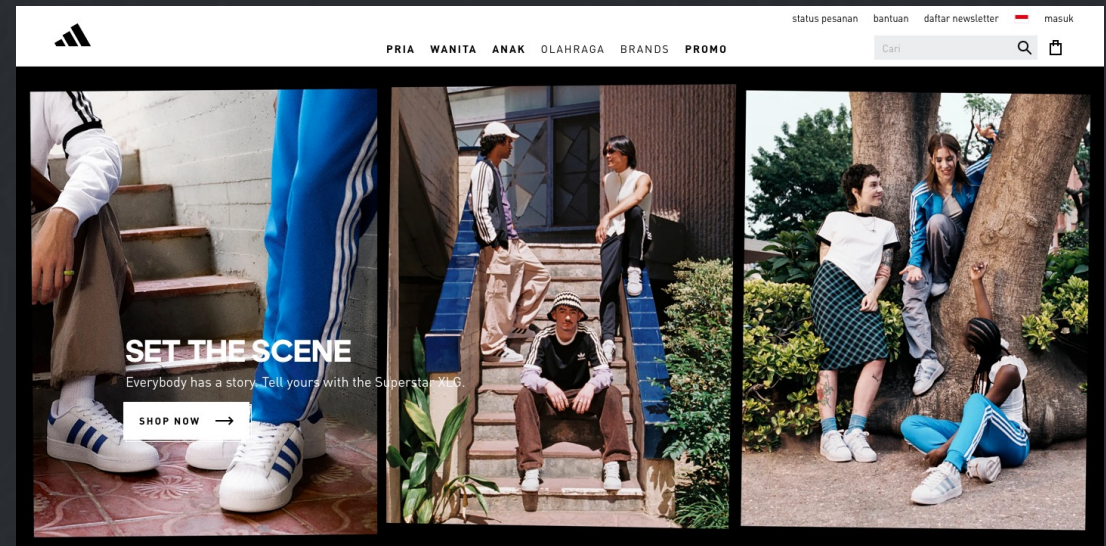 status pesanan bantuan daftar newsletter masuk
PRIA WANITA ANAK OLAHRAGA BRANDS PROMO
Cari
SET THE SCENE
Everybody has a story. Tell yours with the Superstar XLG.
SHOP NOW